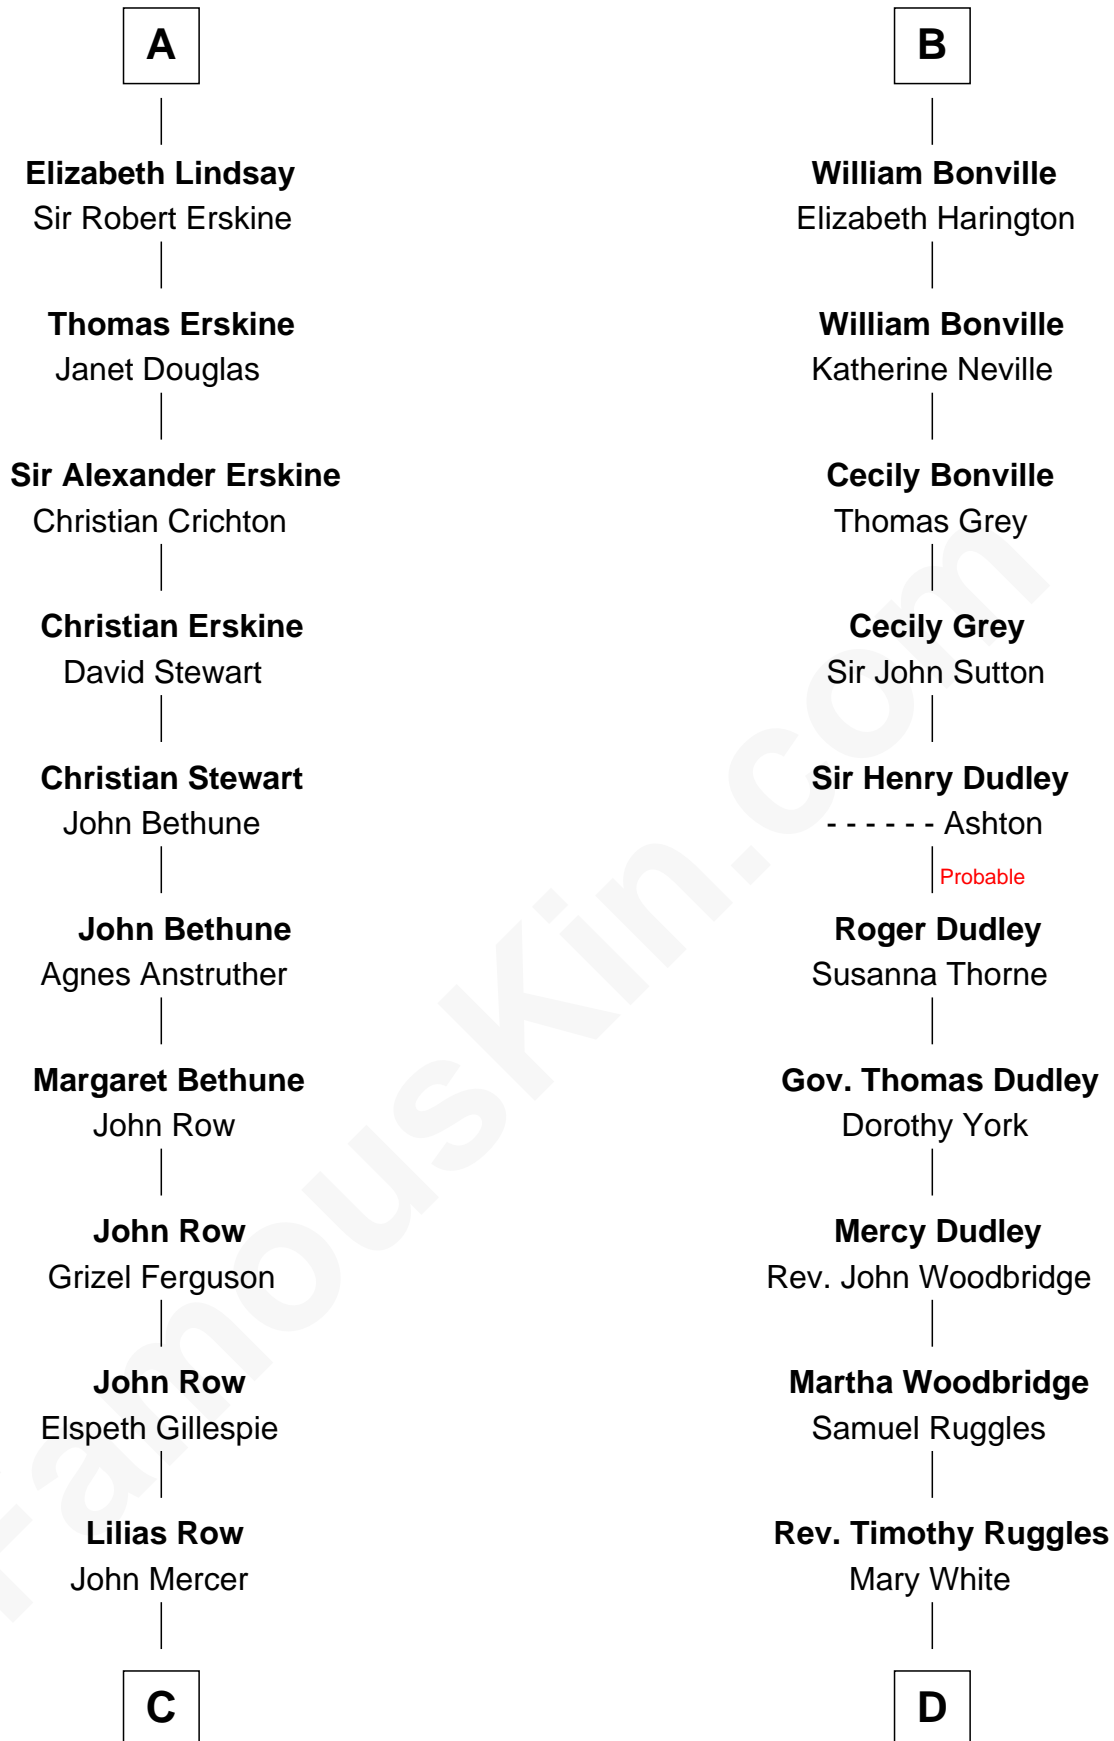 A
Elizabeth Lindsay
Sir Robert Erskine
Thomas Erskine
Janet Douglas
Sir Alexander Erskine
Christian Crichton
Christian Erskine
David Stewart
Christian Stewart
John Bethune
John Bethune
Agnes Anstruther
Margaret Bethune
John Row
John Row
Grizel Ferguson
John Row
Elspeth Gillespie
Lilias Row
John Mercer
C
B
William Bonville
Elizabeth Harington
William Bonville
Katherine Neville
Cecily Bonville
Thomas Grey
Cecily Grey
Sir John Sutton
Sir Henry Dudley
- - - - - - Ashton
Probable
Roger Dudley
Susanna Thorne
Gov. Thomas Dudley
Dorothy York
Mercy Dudley
Rev. John Woodbridge
Martha Woodbridge
Samuel Ruggles
Rev. Timothy Ruggles
Mary White
D
FamousKin.com